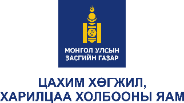 МОНГОЛ УЛСЫН
ЗАСГИЙН ГАЗАР
ЦАХИМ ХӨГЖИЛ,
ХАРИЛЦАА ХОЛБООНЫ ЯАМ